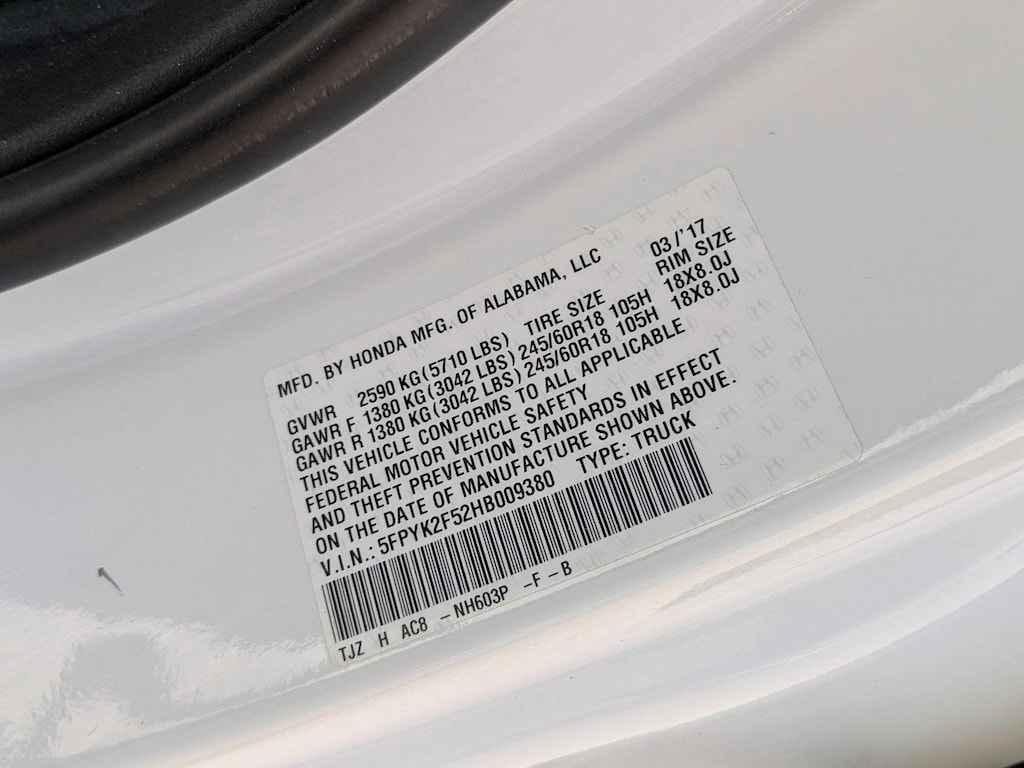 MFD. BY HONDA MFG. OF ALABAMA, LLC 03/'17
GVWR 2590 KG(5710 LBS) TIRE SIZE RIM SIZE
GAWR F 1380 KG(3042 LBS) 245/60R18 105H 18X8.0J
GAWR R 1380 KG(3042 LBS) 245/60R18 105H 18X8.0J
THIS VEHICLE CONFORMS TO ALL APPLICABLE
FEDERAL MOTOR VEHICLE SAFETY
AND THEFT PREVENTION STANDARDS IN EFFECT
ON THE DATE OF MANUFACTURE SHOWN ABOVE.
V.I.N.: 5FPYK2F52HB009380 TYPE: TRUCK
TJZ H AC8 -NH603P -F-B